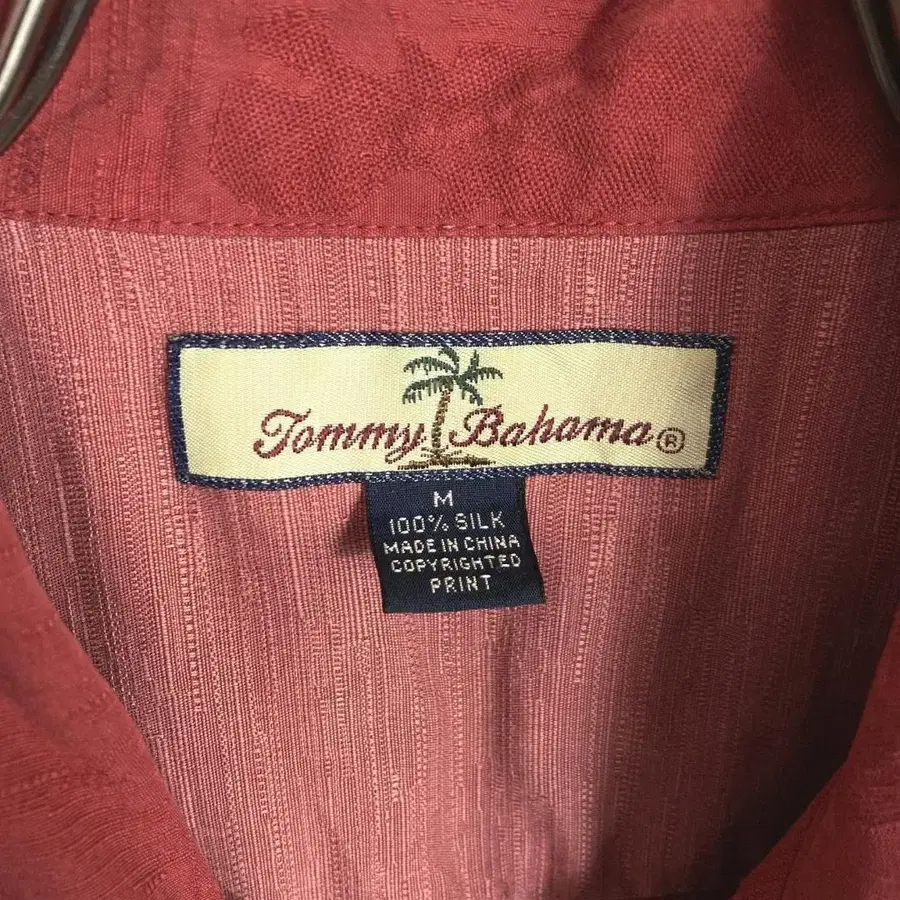 Tommy Bahama ®
M
100% SILK
MADE IN CHINA
COPYRIGHTED
PRINT